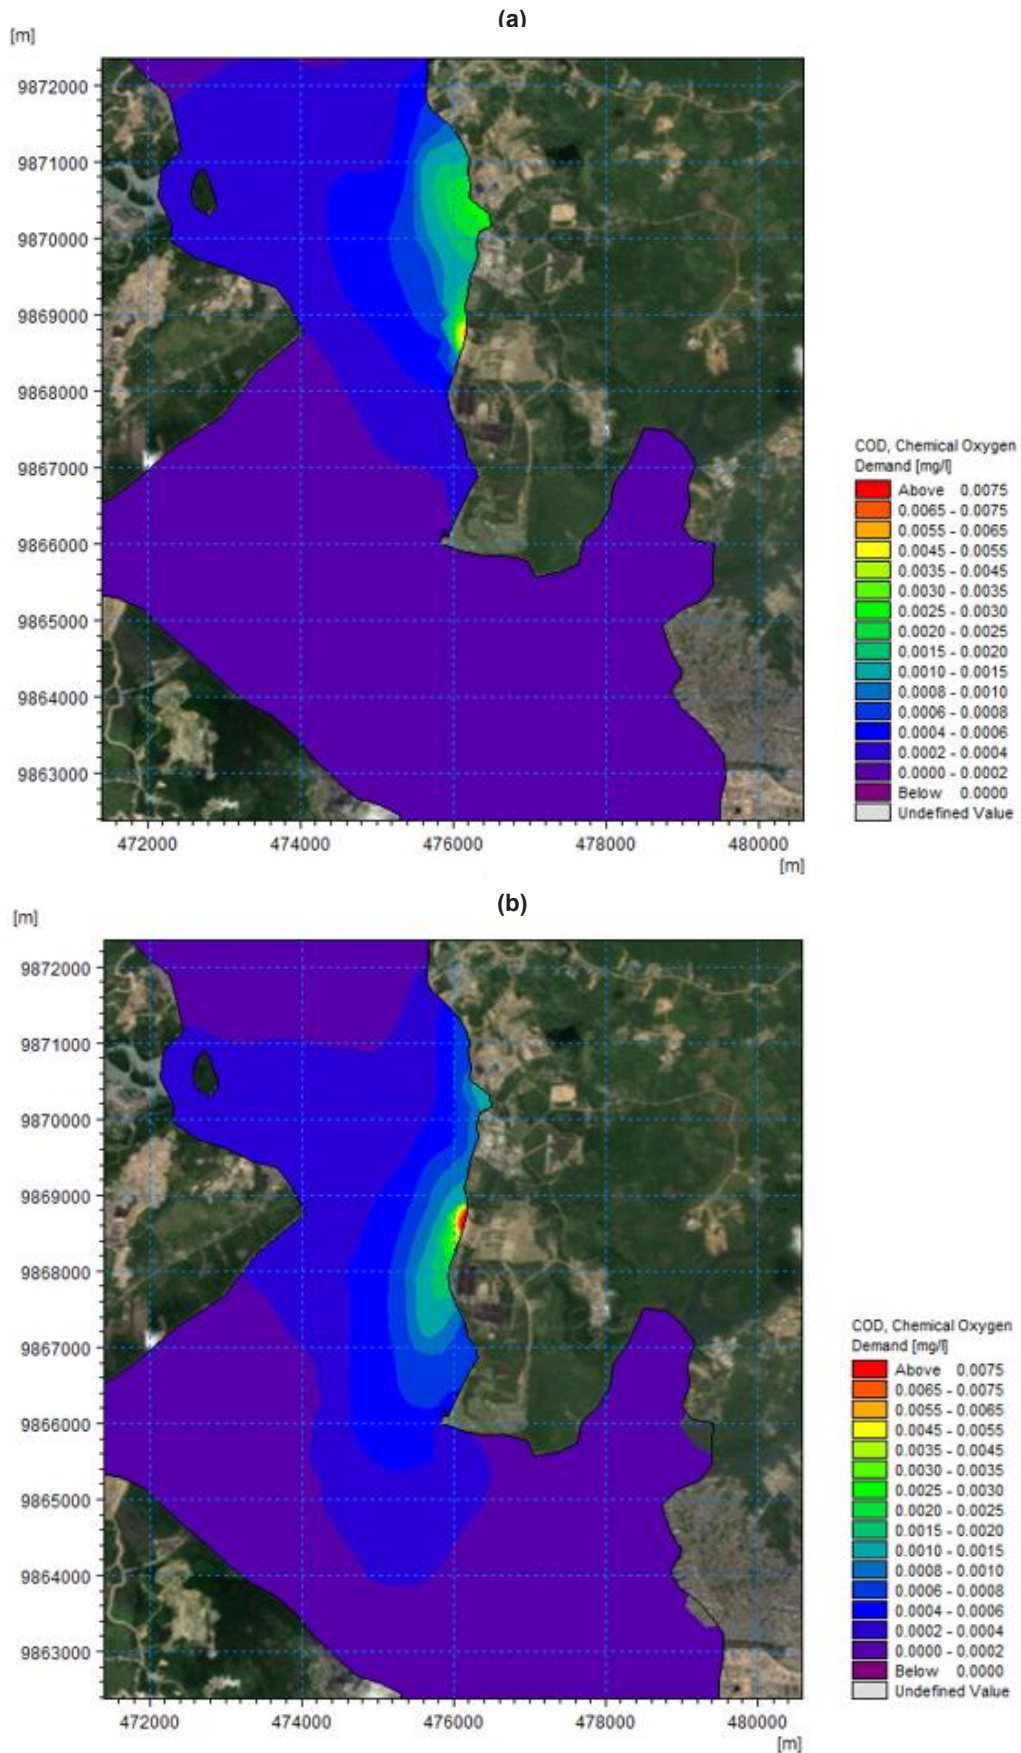 (a)
[m]
9872000
9871000
9870000
9869000
9868000
9867000
9866000
9865000
9864000
9863000
472000 474000 476000 478000 480000
[m]
COD, Chemical Oxygen
Demand [mg/l]
Above 0.0075
0.0065 - 0.0075
0.0055 - 0.0065
0.0045 - 0.0055
0.0035 - 0.0045
0.0030 - 0.0035
0.0025 - 0.0030
0.0020 - 0.0025
0.0015 - 0.0020
0.0010 - 0.0015
0.0008 - 0.0010
0.0006 - 0.0008
0.0004 - 0.0006
0.0002 - 0.0004
0.0000 - 0.0002
Below 0.0000
Undefined Value
(b)
[m]
9872000
9871000
9870000
9869000
9868000
9867000
9866000
9865000
9864000
9863000
472000 474000 476000 478000 480000
[m]
COD, Chemical Oxygen
Demand [mg/l]
Above 0.0075
0.0065 - 0.0075
0.0055 - 0.0065
0.0045 - 0.0055
0.0035 - 0.0045
0.0030 - 0.0035
0.0025 - 0.0030
0.0020 - 0.0025
0.0015 - 0.0020
0.0010 - 0.0015
0.0008 - 0.0010
0.0006 - 0.0008
0.0004 - 0.0006
0.0002 - 0.0004
0.0000 - 0.0002
Below 0.0000
Undefined Value